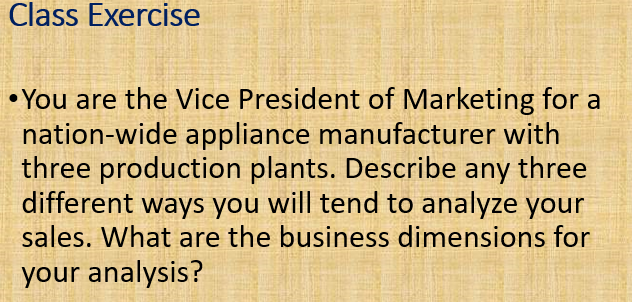 Class Exercise
•You are the Vice President of Marketing for a
nation-wide appliance manufacturer with
three production plants. Describe any three
different ways you will tend to analyze your
sales. What are the business dimensions for
your analysis?